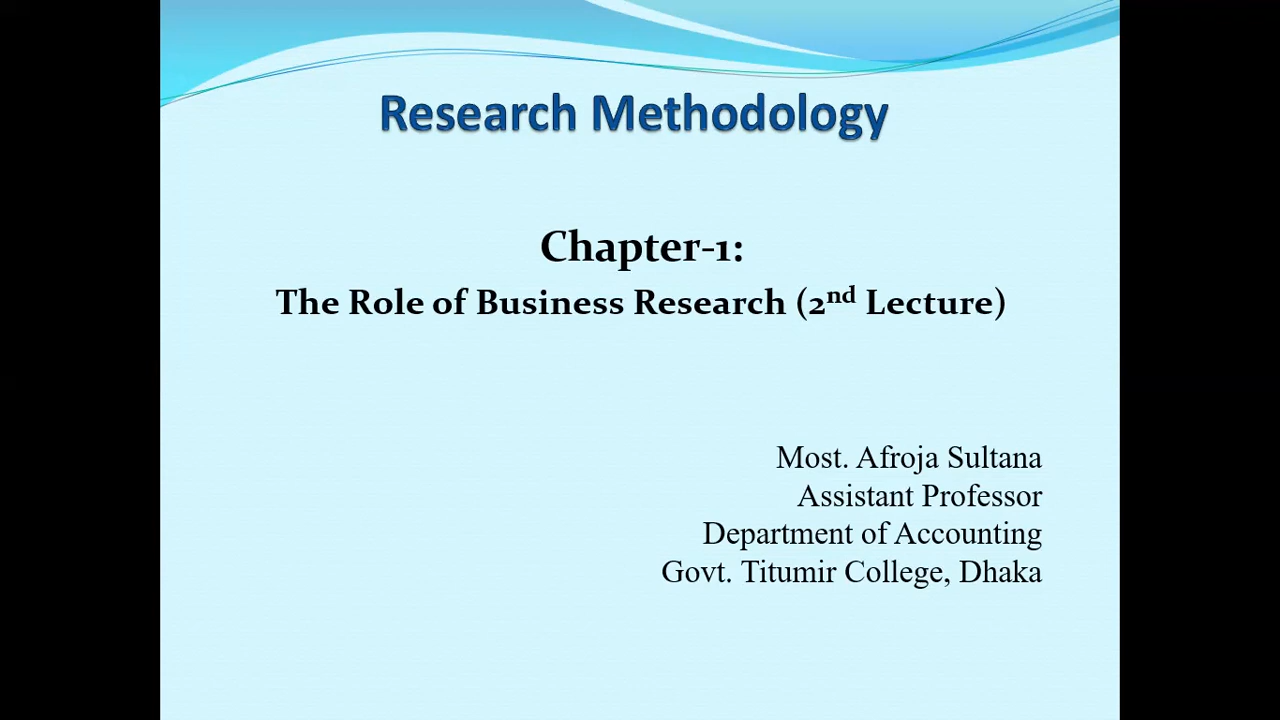 Research Methodology
Chapter-1:
The Role of Business Research (2nd Lecture)
Most. Afroja Sultana
Assistant Professor
Department of Accounting
Govt. Titumir College, Dhaka